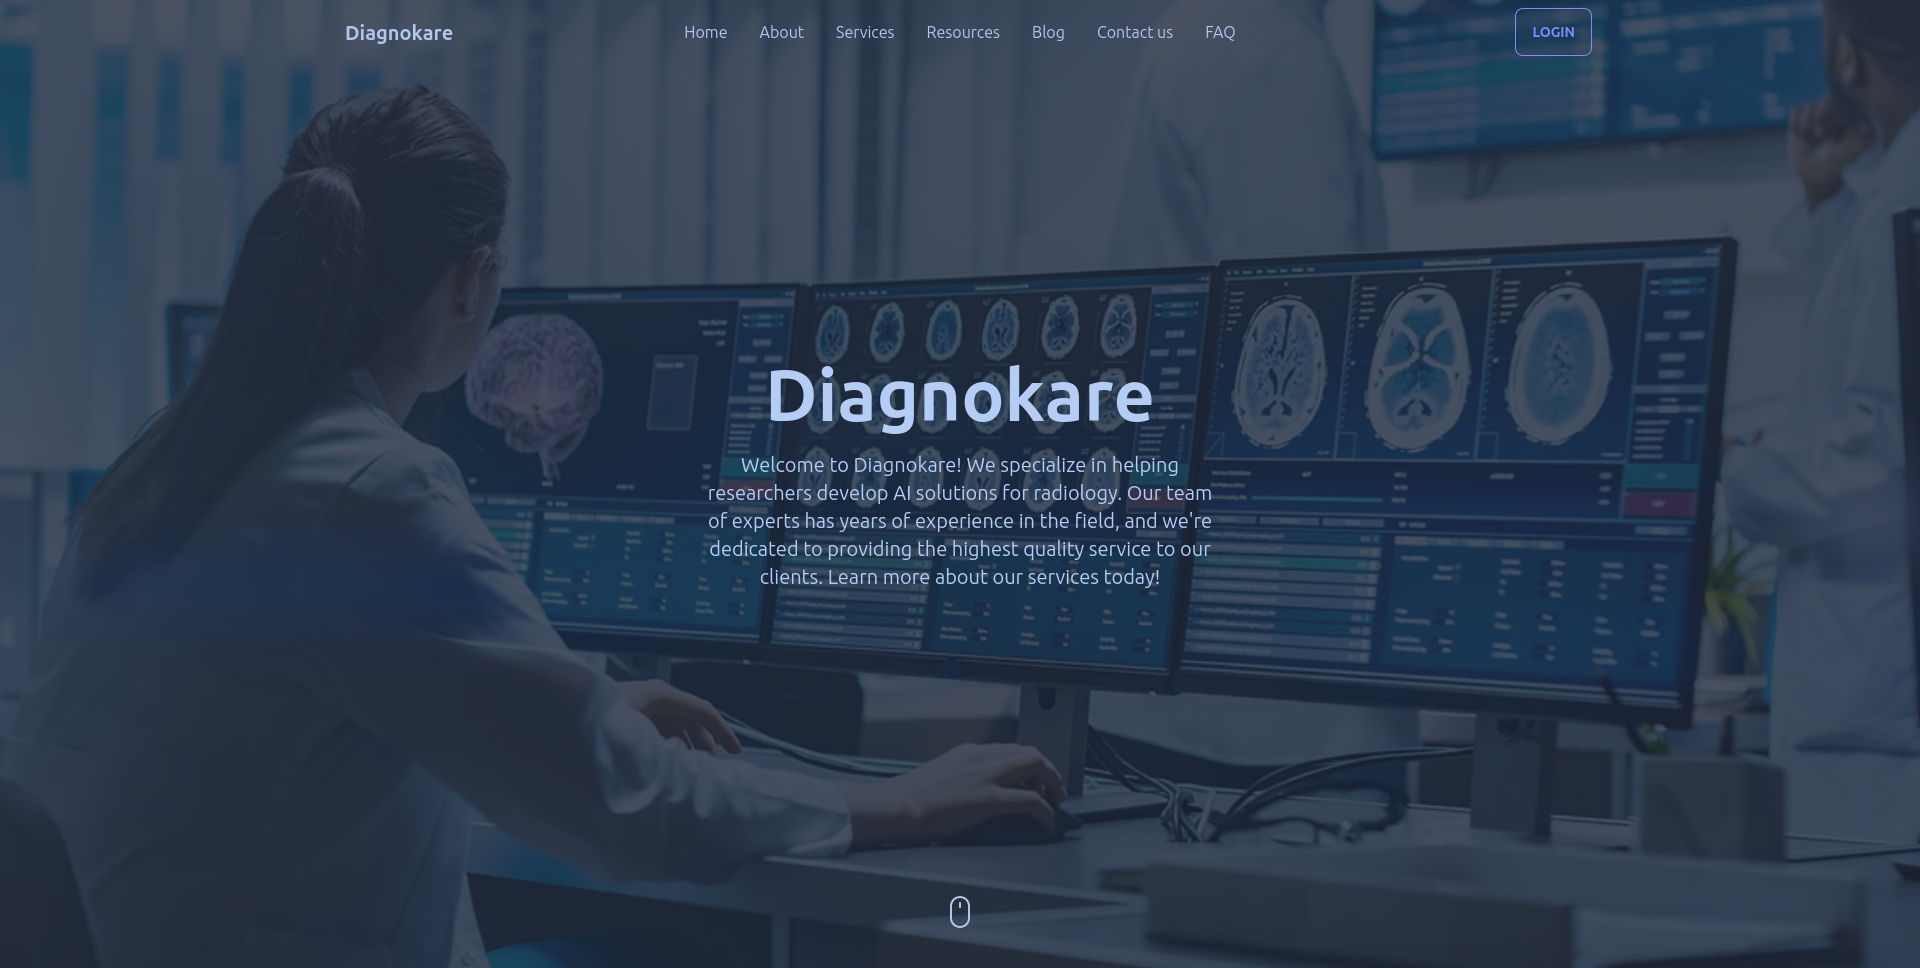 Diagnokare
Home About Services Resources Blog Contact us FAQ
LOGIN
Diagnokare
Welcome to Diagnokare! We specialize in helping
researchers develop AI solutions for radiology. Our team
of experts has years of experience in the field, and we're
dedicated to providing the highest quality service to our
clients. Learn more about our services today!